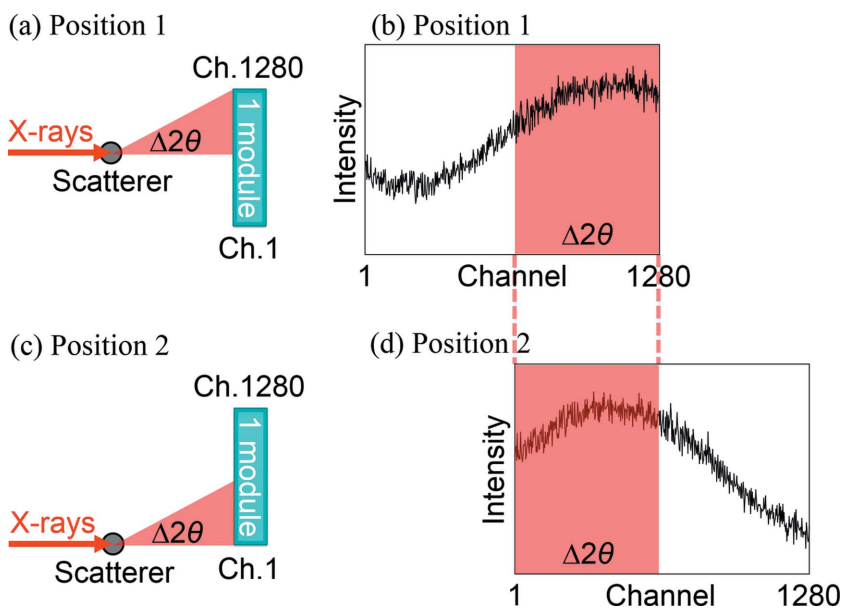 (a) Position 1
Ch.1280
X-rays
Δ2θ
Scatterer
1 module
Ch.1
(b) Position 1
Intensity
Δ2θ
1 Channel 1280
(c) Position 2
Ch.1280
X-rays
Δ2θ
Scatterer
1 module
Ch.1
(d) Position 2
Intensity
Δ2θ
1 Channel 1280